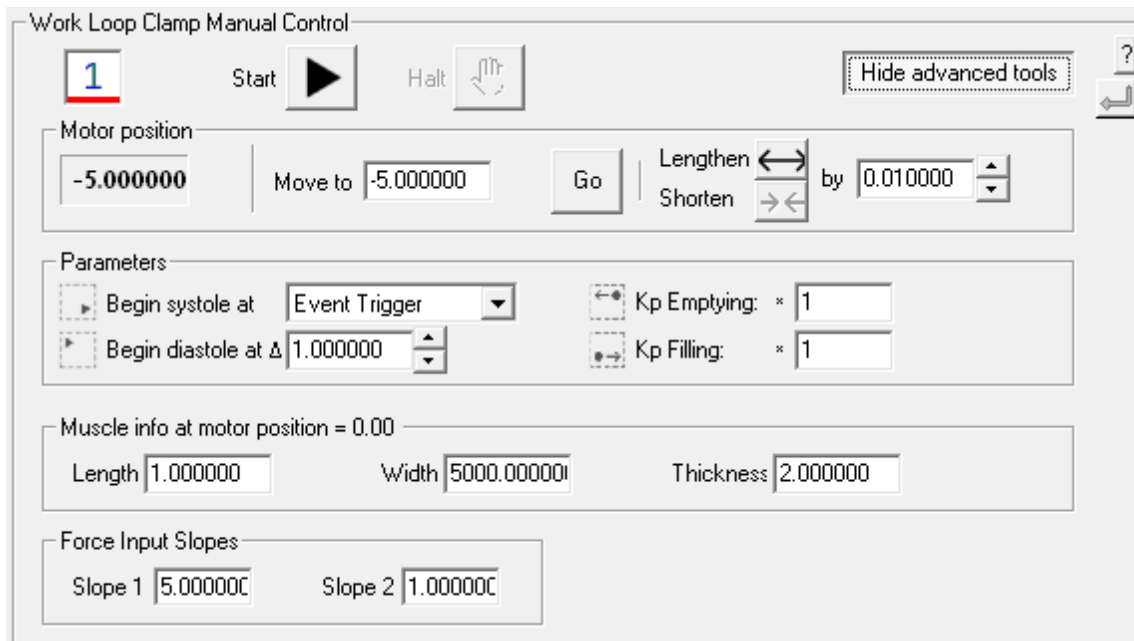 Work Loop Clamp Manual Control
1 Start Halt Hide advanced tools ?
Motor position
-5.000000 Move to -5.000000 Go Lengthen by 0.010000
Shorten
Parameters
Begin systole at Event Trigger Kp Emptying: × 1
Begin diastole at Δ 1.000000 Kp Filling: × 1
Muscle info at motor position = 0.00
Length 1.000000 Width 5000.000000 Thickness 2.000000
Force Input Slopes
Slope 1 5.000000 Slope 2 1.000000